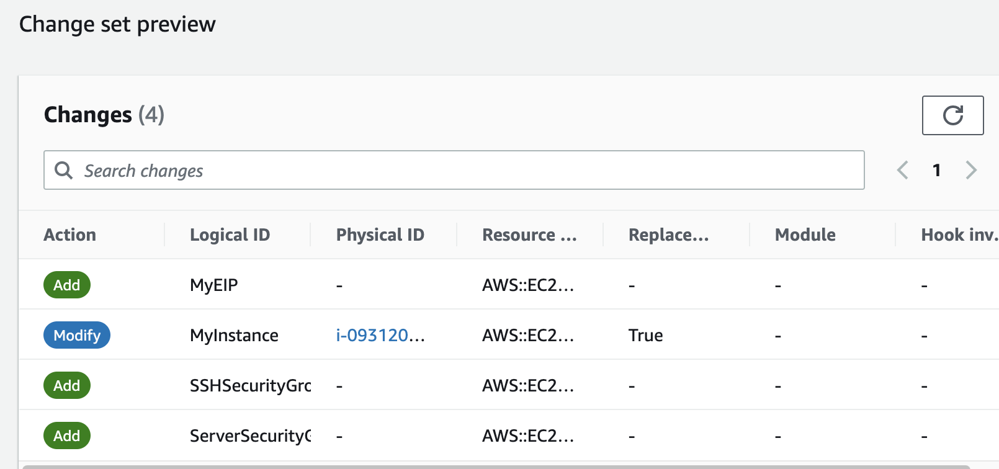 Change set preview
Changes (4)
Search changes
1
Action Logical ID Physical ID Resource ... Replace... Module Hook inv.
Add MyEIP - AWS::EC2... - - -
Modify MyInstance i-093120... AWS::EC2... True - -
Add SSHSecurityGro - AWS::EC2... - - -
Add ServerSecurityG - AWS::EC2... - - -